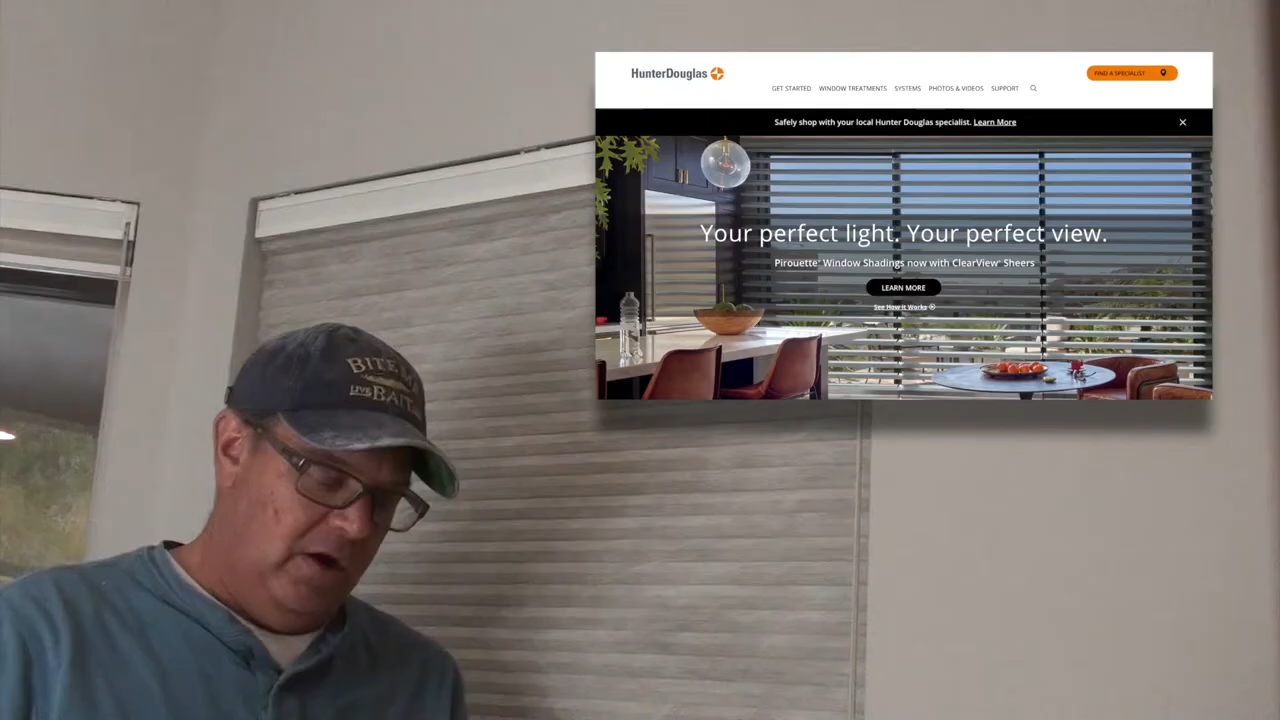 HunterDouglas
FIND A SPECIALIST
GET STARTED WINDOW TREATMENTS SYSTEMS PHOTOS & VIDEOS SUPPORT
Safely shop with your local Hunter Douglas specialist. Learn More
Your perfect light. Your perfect view.
Pirouette® Window Shadings now with ClearView® Sheers
LEARN MORE
See How it Works
BITE ME
LIVE
BAIT